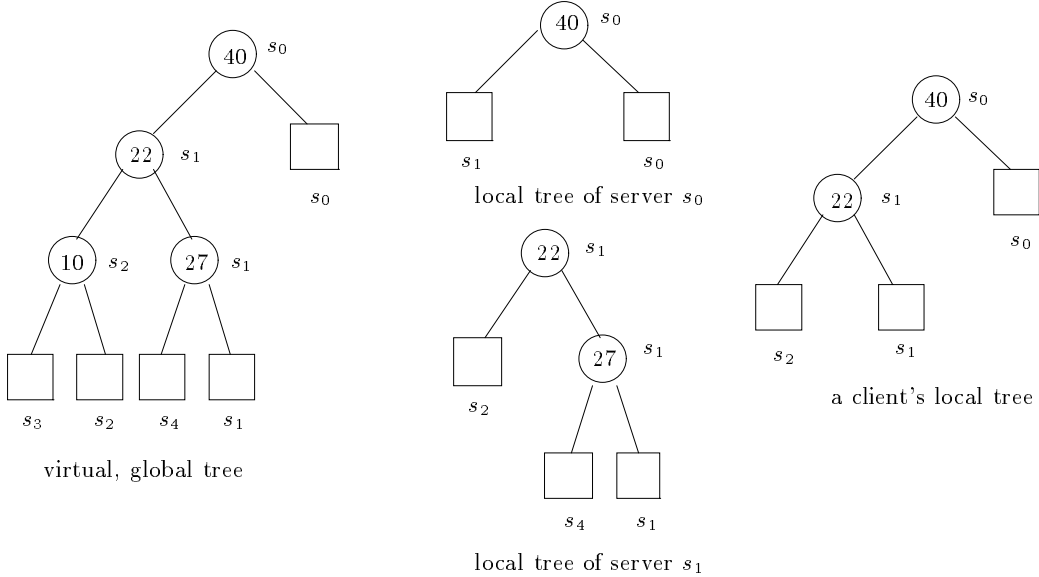 40 s0
22 s1
s0
10 s2 27 s1
s3 s2 s4 s1
virtual, global tree
40 s0
s1 s0
local tree of server s0
22 s1
27 s1
s2
s4 s1
local tree of server s1
40 s0
22 s1
s0
s2 s1
a client's local tree